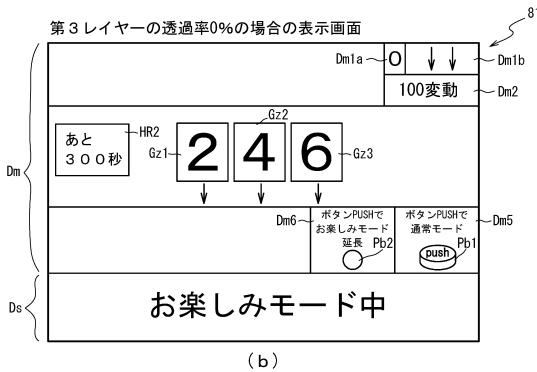 第3レイヤーの透過率0%の場合の表示画面
81
Dm1a
0
Dm1b
100変動
Dm2
あと
300秒
HR2
Gz2
Gz1
2
4
6
Gz3
Dm
Dm6
ボタンPUSHで
お楽しみモード
延長
Pb2
ボタンPUSHで
通常モード
Pb1
push
Dm5
Ds
お楽しみモード中
(b)